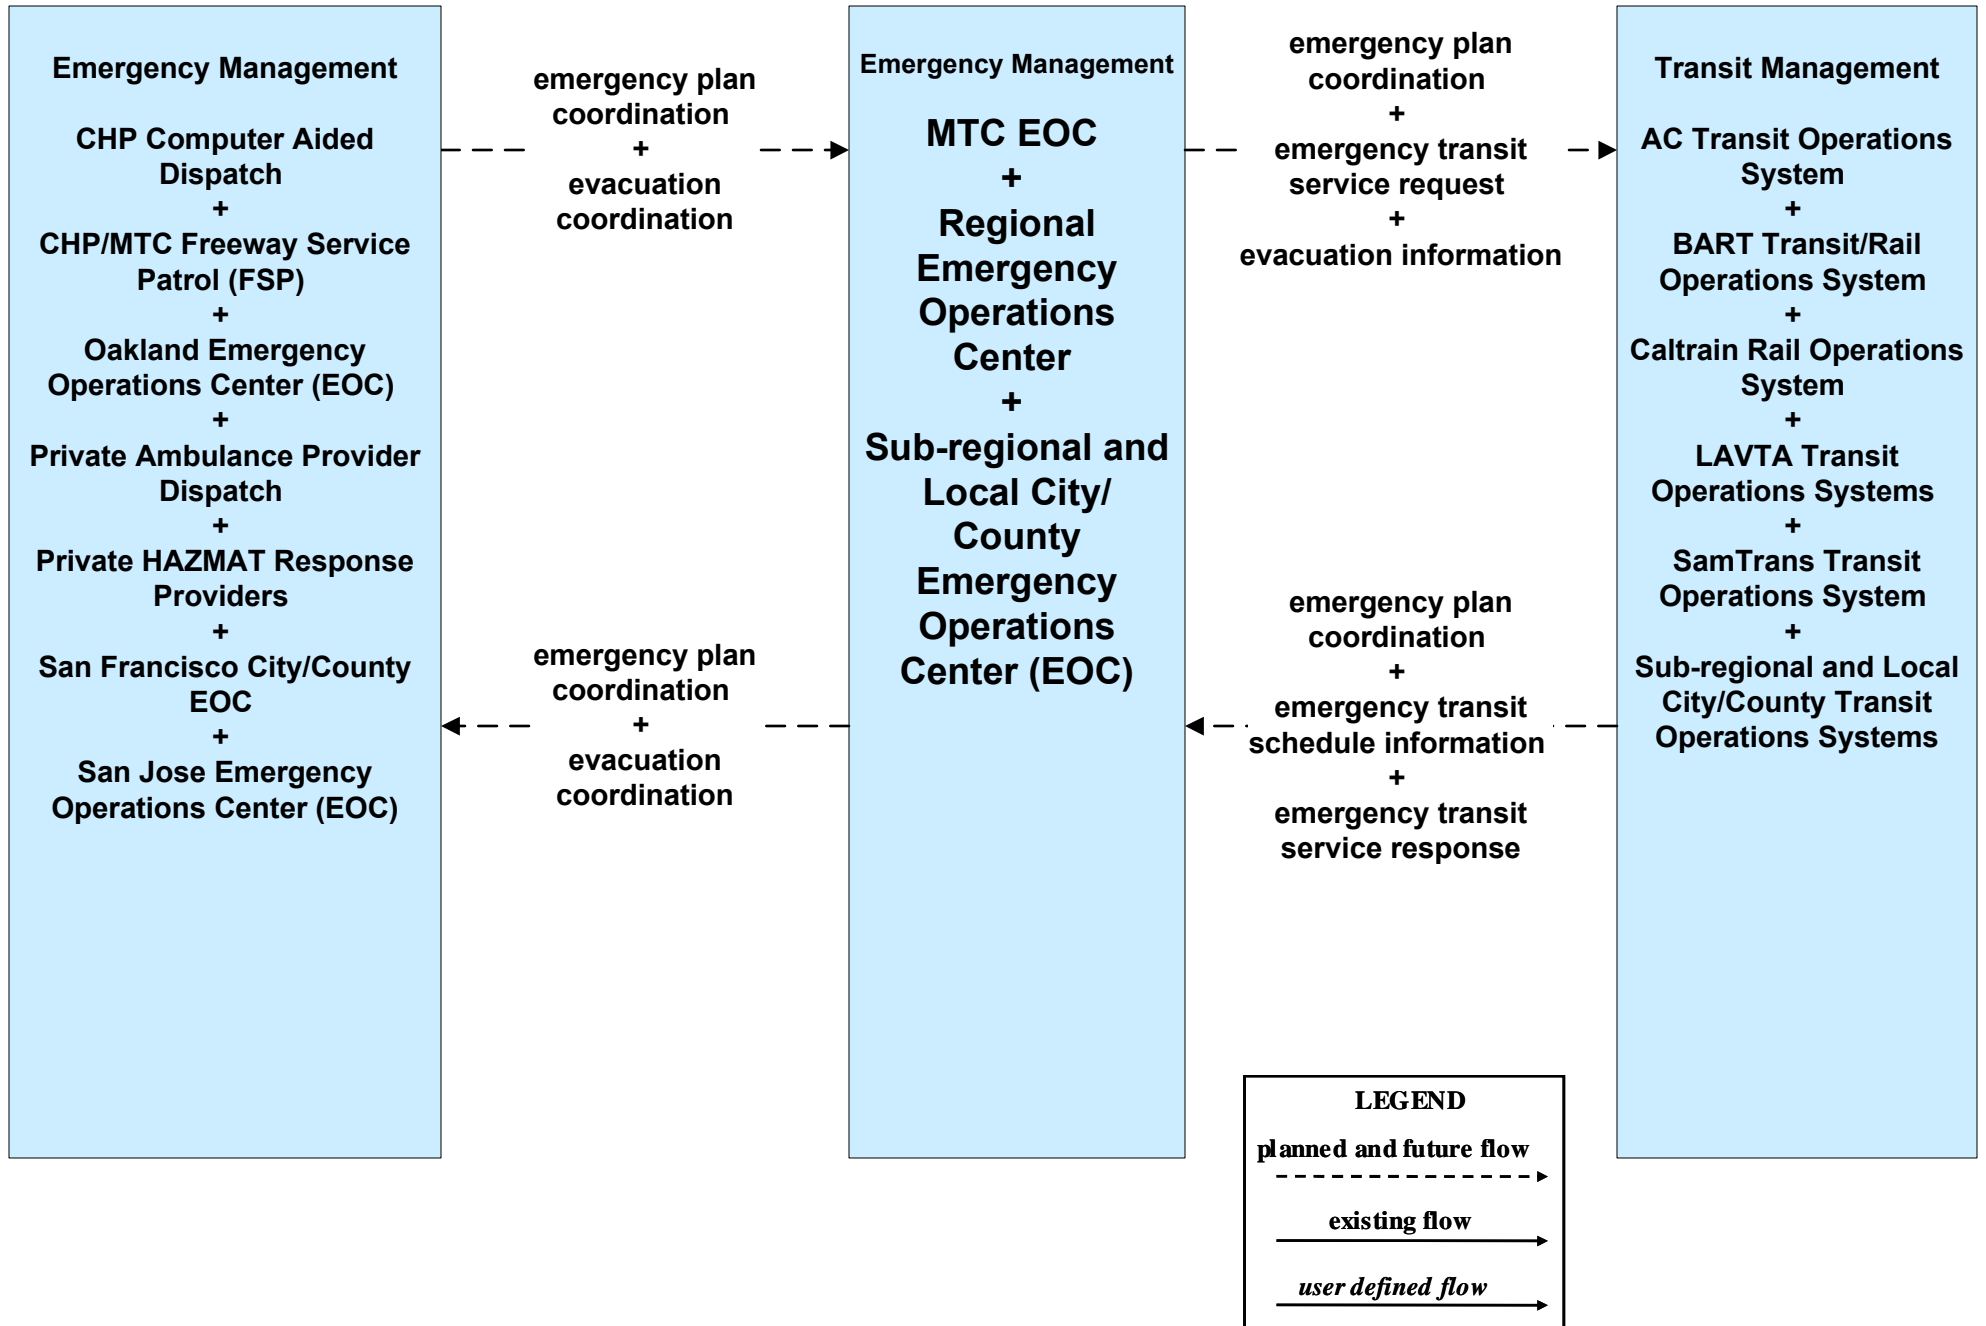 Emergency Management
CHP Computer Aided
Dispatch
+
CHP/MTC Freeway Service
Patrol (FSP)
+
Oakland Emergency
Operations Center (EOC)
+
Private Ambulance Provider
Dispatch
+
Private HAZMAT Response
Providers
+
San Francisco City/County
EOC
+
San Jose Emergency
Operations Center (EOC)
emergency plan
coordination
+
evacuation
coordination
emergency plan
coordination
+
evacuation
coordination
Emergency Management
MTC EOC
+
Regional
Emergency
Operations
Center
+
Sub-regional and
Local City/
County
Emergency
Operations
Center (EOC)
emergency plan
coordination
+
emergency transit
service request
+
evacuation information
emergency plan
coordination
+
emergency transit
schedule information
+
emergency transit
service response
Transit Management
AC Transit Operations
System
+
BART Transit/Rail
Operations System
+
Caltrain Rail Operations
System
+
LAVTA Transit
Operations Systems
+
SamTrans Transit
Operations System
+
Sub-regional and Local
City/County Transit
Operations Systems
LEGEND
planned and future flow
existing flow
user defined flow